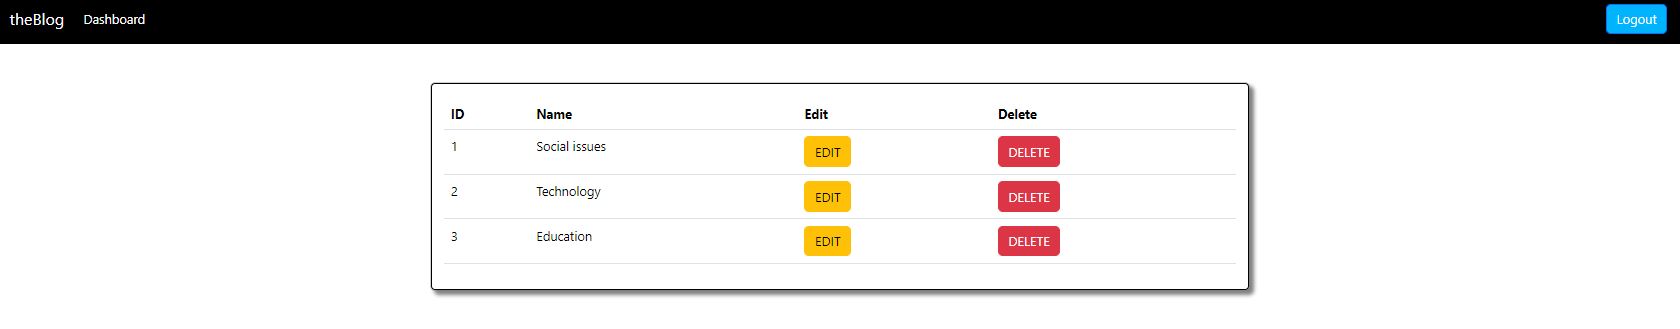 theBlog Dashboard Logout
ID Name Edit Delete
1 Social issues EDIT DELETE
2 Technology EDIT DELETE
3 Education EDIT DELETE